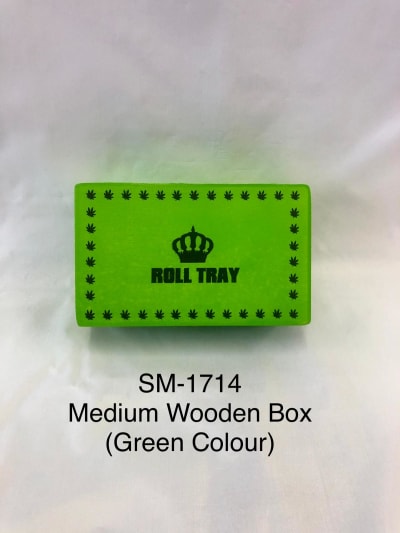 ROLL TRAY
SM-1714
Medium Wooden Box
(Green Colour)